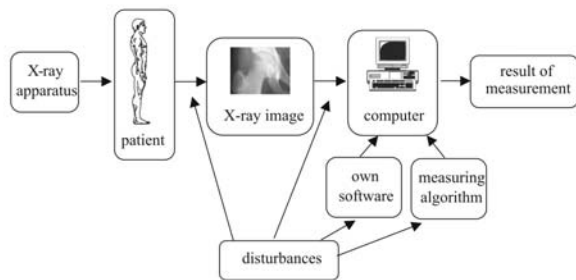 X-ray
apparatus
patient
X-ray image
computer
result of
measurement
own
software
measuring
algorithm
disturbances